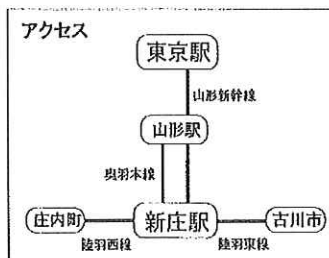 アクセス
東京駅
山形新幹線
山形駅
奥羽本線
庄内町
新庄駅
古川市
陸羽西線
陸羽東線